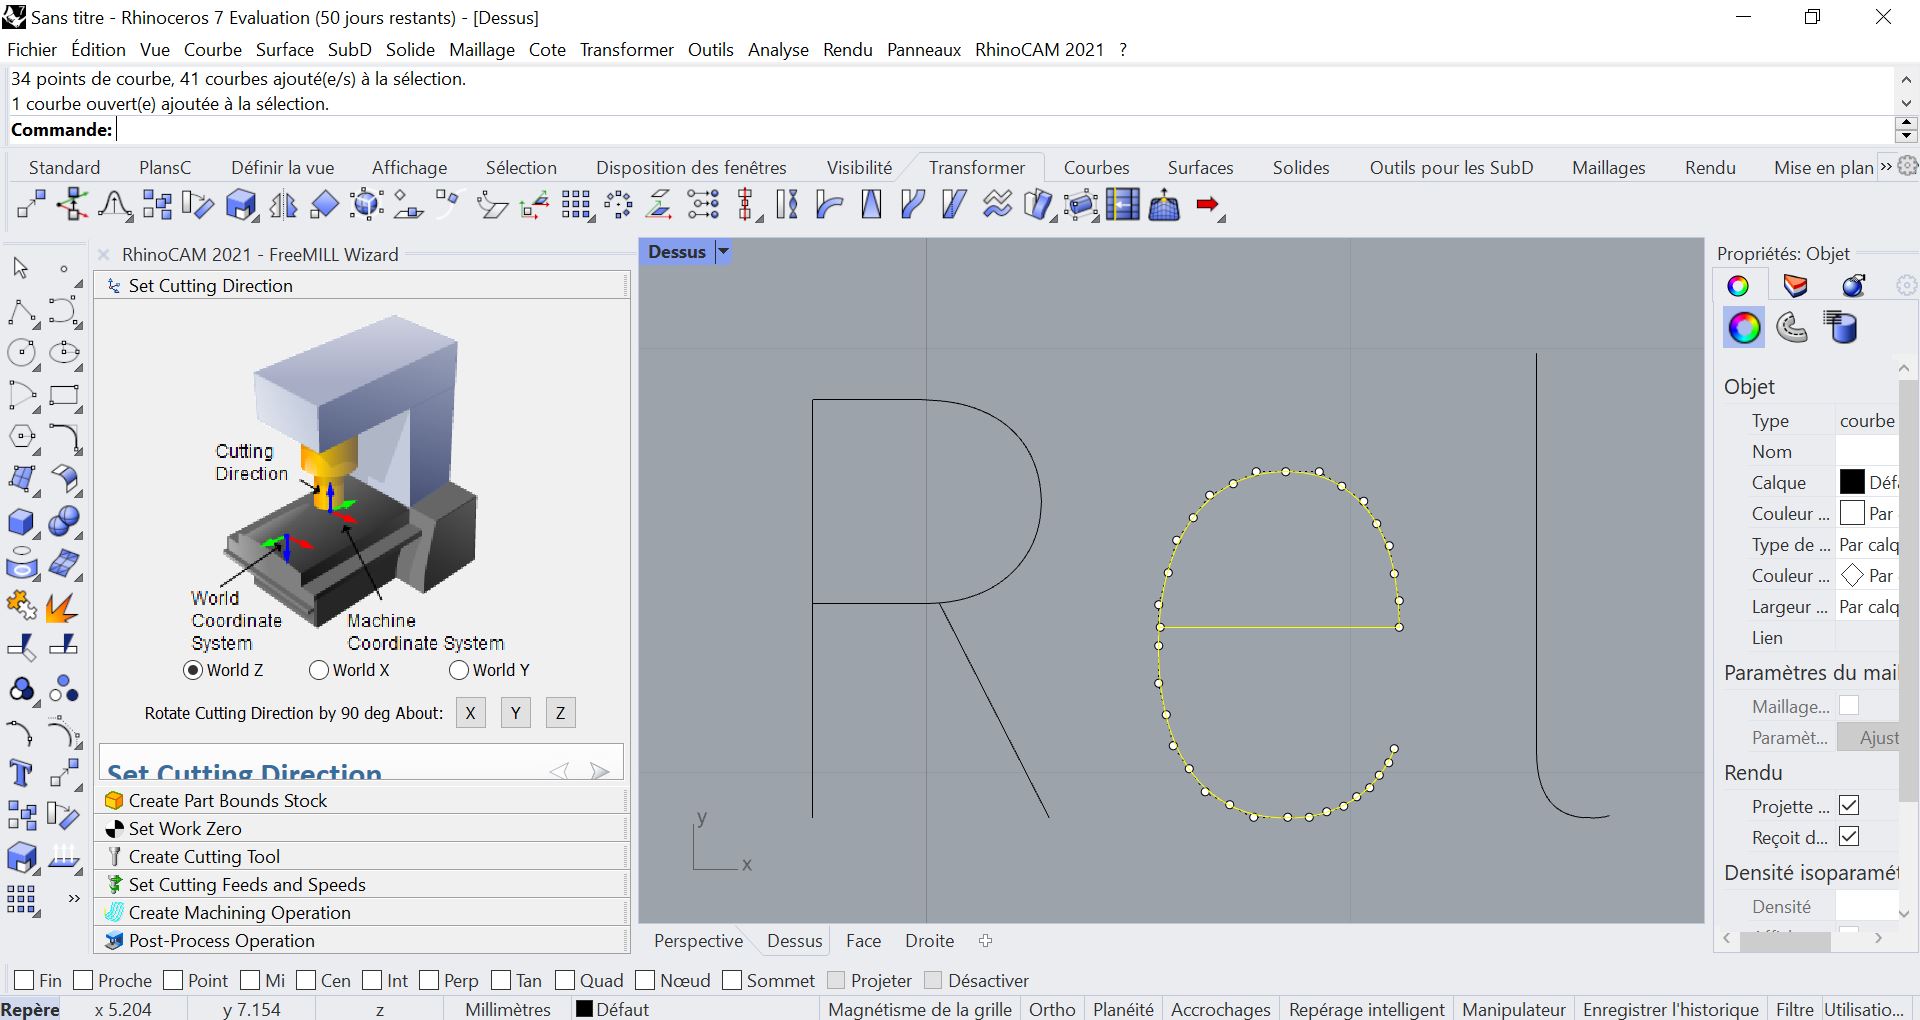 Sans titre - Rhinoceros 7 Evaluation (50 jours restants) - [Dessus]
Fichier Édition Vue Courbe Surface SubD Solide Maillage Cote Transformer Outils Analyse Rendu Panneaux RhinoCAM 2021 ?
34 points de courbe, 41 courbes ajouté(e/s) à la sélection.
1 courbe ouvert(e) ajoutée à la sélection.
Commande:
Standard PlansC Définir la vue Affichage Sélection Disposition des fenêtres Visibilité Transformer Courbes Surfaces Solides Outils pour les SubD Maillages Rendu Mise en plan »
RhinoCAM 2021 - FreeMILL Wizard
Set Cutting Direction
Cutting
Direction
World
Coordinate
System
Machine
Coordinate System
World Z World X World Y
Rotate Cutting Direction by 90 deg About: X Y Z
Set Cutting Direction
Create Part Bounds Stock
Set Work Zero
Create Cutting Tool
Set Cutting Feeds and Speeds
Create Machining Operation
Post-Process Operation
»
Dessus
Rel
y
x
Perspective Dessus Face Droite
Propriétés: Objet
Objet
Type courbe
Nom
Calque Défa
Couleur ... Par
Type de ... Par calq
Couleur ... Par
Largeur ... Par calq
Lien
Paramètres du mail
Maillage...
Paramèt... Ajust
Rendu
Projette ...
Reçoit d...
Densité isoparamét
Densité
Fin Proche Point Mi Cen Int Perp Tan Quad Nœud Sommet Projeter Désactiver
Repère x 5.204 y 7.154 z Millimètres Défaut Magnétisme de la grille Ortho Planéité Accrochages Repérage intelligent Manipulateur Enregistrer l'historique Filtre Utilisatio...